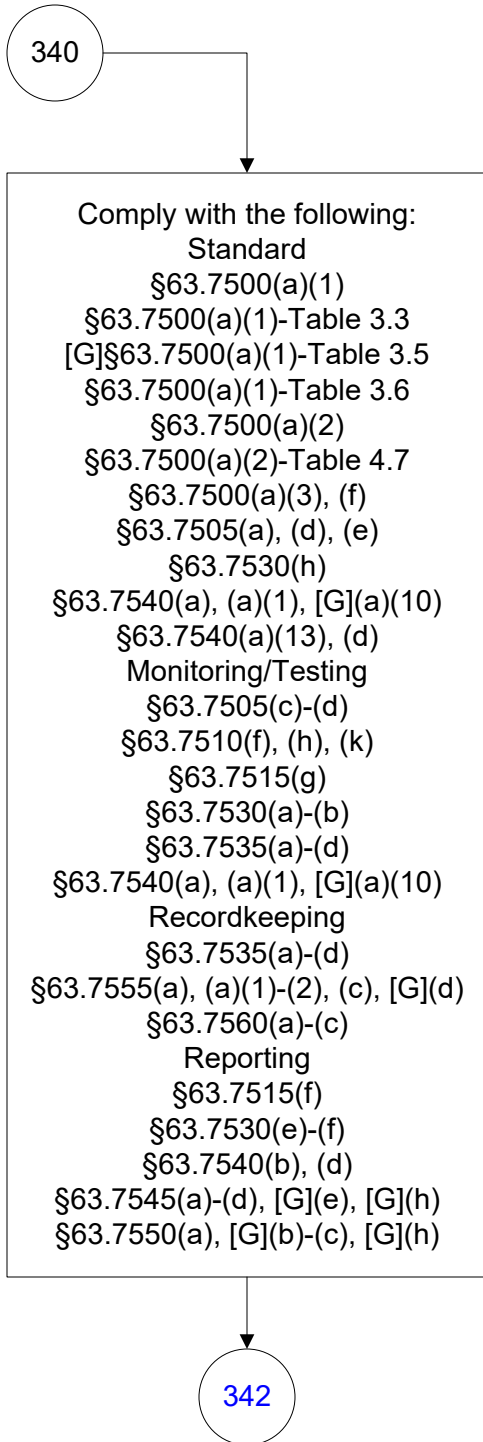 340
Comply with the following:
Standard
§63.7500(a)(1)
§63.7500(a)(1)-Table 3.3
[G]§63.7500(a)(1)-Table 3.5
§63.7500(a)(1)-Table 3.6
§63.7500(a)(2)
§63.7500(a)(2)-Table 4.7
§63.7500(a)(3), (f)
§63.7505(a), (d), (e)
§63.7530(h)
§63.7540(a), (a)(1), [G](a)(10)
§63.7540(a)(13), (d)
Monitoring/Testing
§63.7505(c)-(d)
§63.7510(f), (h), (k)
§63.7515(g)
§63.7530(a)-(b)
§63.7535(a)-(d)
§63.7540(a), (a)(1), [G](a)(10)
Recordkeeping
§63.7535(a)-(d)
§63.7555(a), (a)(1)-(2), (c), [G](d)
§63.7560(a)-(c)
Reporting
§63.7515(f)
§63.7530(e)-(f)
§63.7540(b), (d)
§63.7545(a)-(d), [G](e), [G](h)
§63.7550(a), [G](b)-(c), [G](h)
342